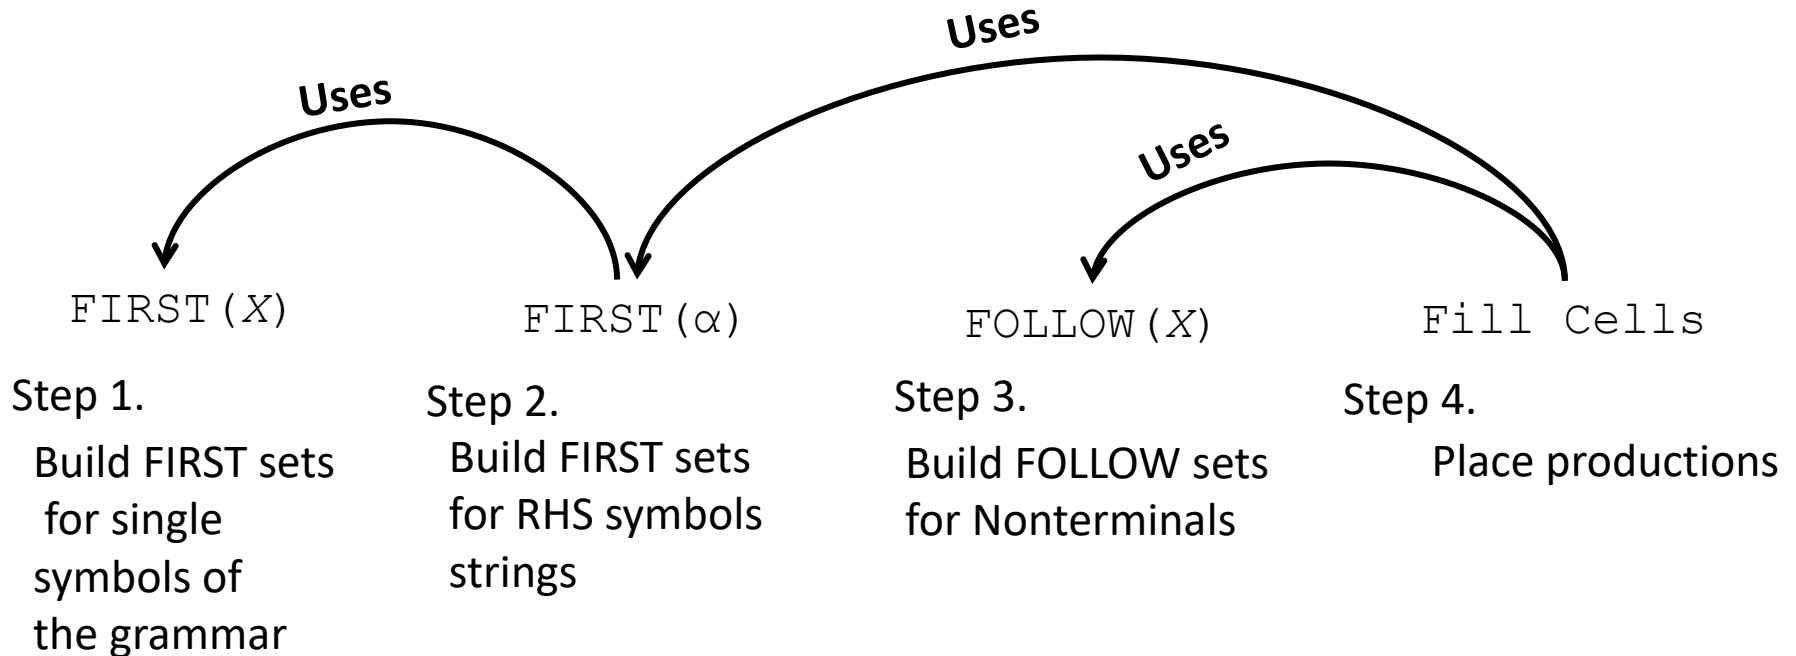 Uses
Uses
Uses
FIRST(X)
FIRST(α)
FOLLOW(X)
Fill Cells
Step 1.
Build FIRST sets
for single
symbols of
the grammar
Step 2.
Build FIRST sets
for RHS symbols
strings
Step 3.
Build FOLLOW sets
for Nonterminals
Step 4.
Place productions